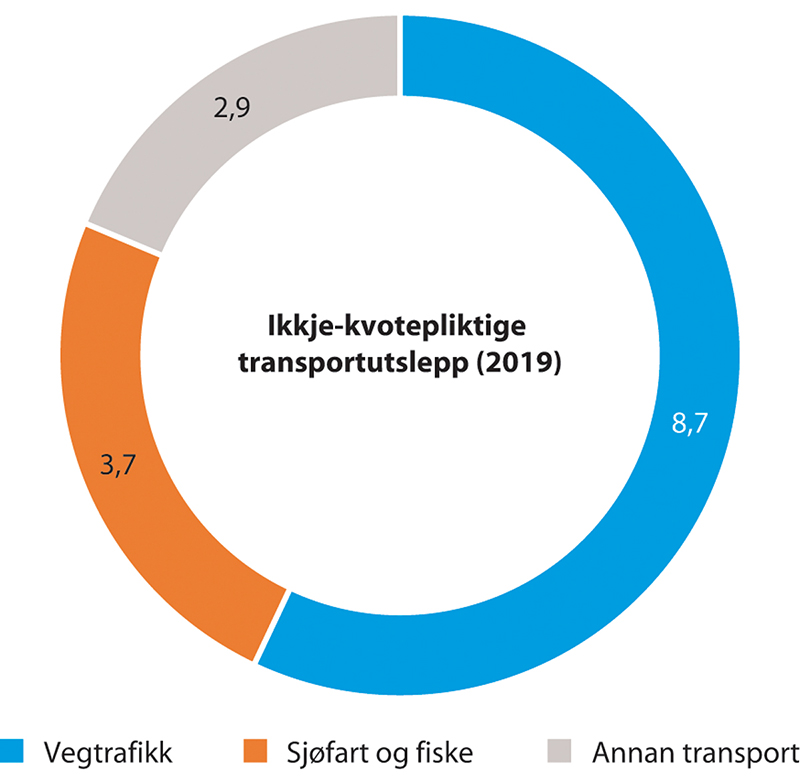 2,9
Ikkje-kvotepliktige
transportutslepp (2019)
8,7
3,7
Vegtrafikk
Sjøfart og fiske
Annan transport